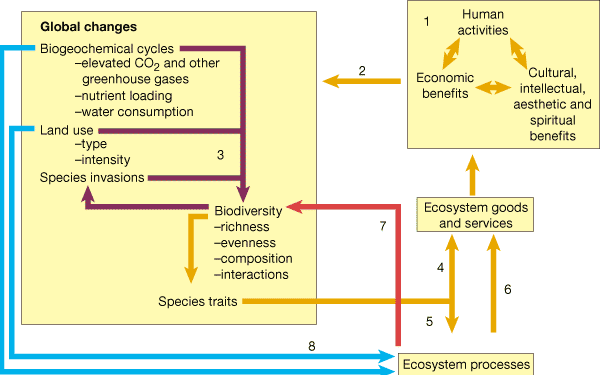 Global changes
Biogeochemical cycles
–elevated CO2 and other
greenhouse gases
–nutrient loading
–water consumption
Land use
–type
–intensity
3
Species invasions
Biodiversity
–richness
–evenness
–composition
–interactions
Species traits
1
Human
activities
Economic
benefits
Cultural,
intellectual,
aesthetic and
spiritual
benefits
2
Ecosystem goods
and services
7
4
6
5
8
Ecosystem processes